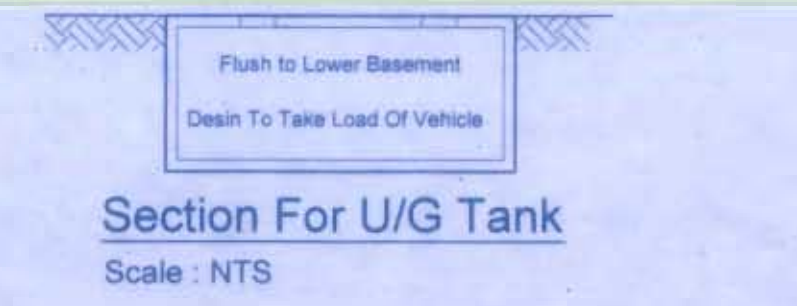 Flush to Lower Basement
Desin To Take Load Of Vehicle
Section For U/G Tank
Scale : NTS